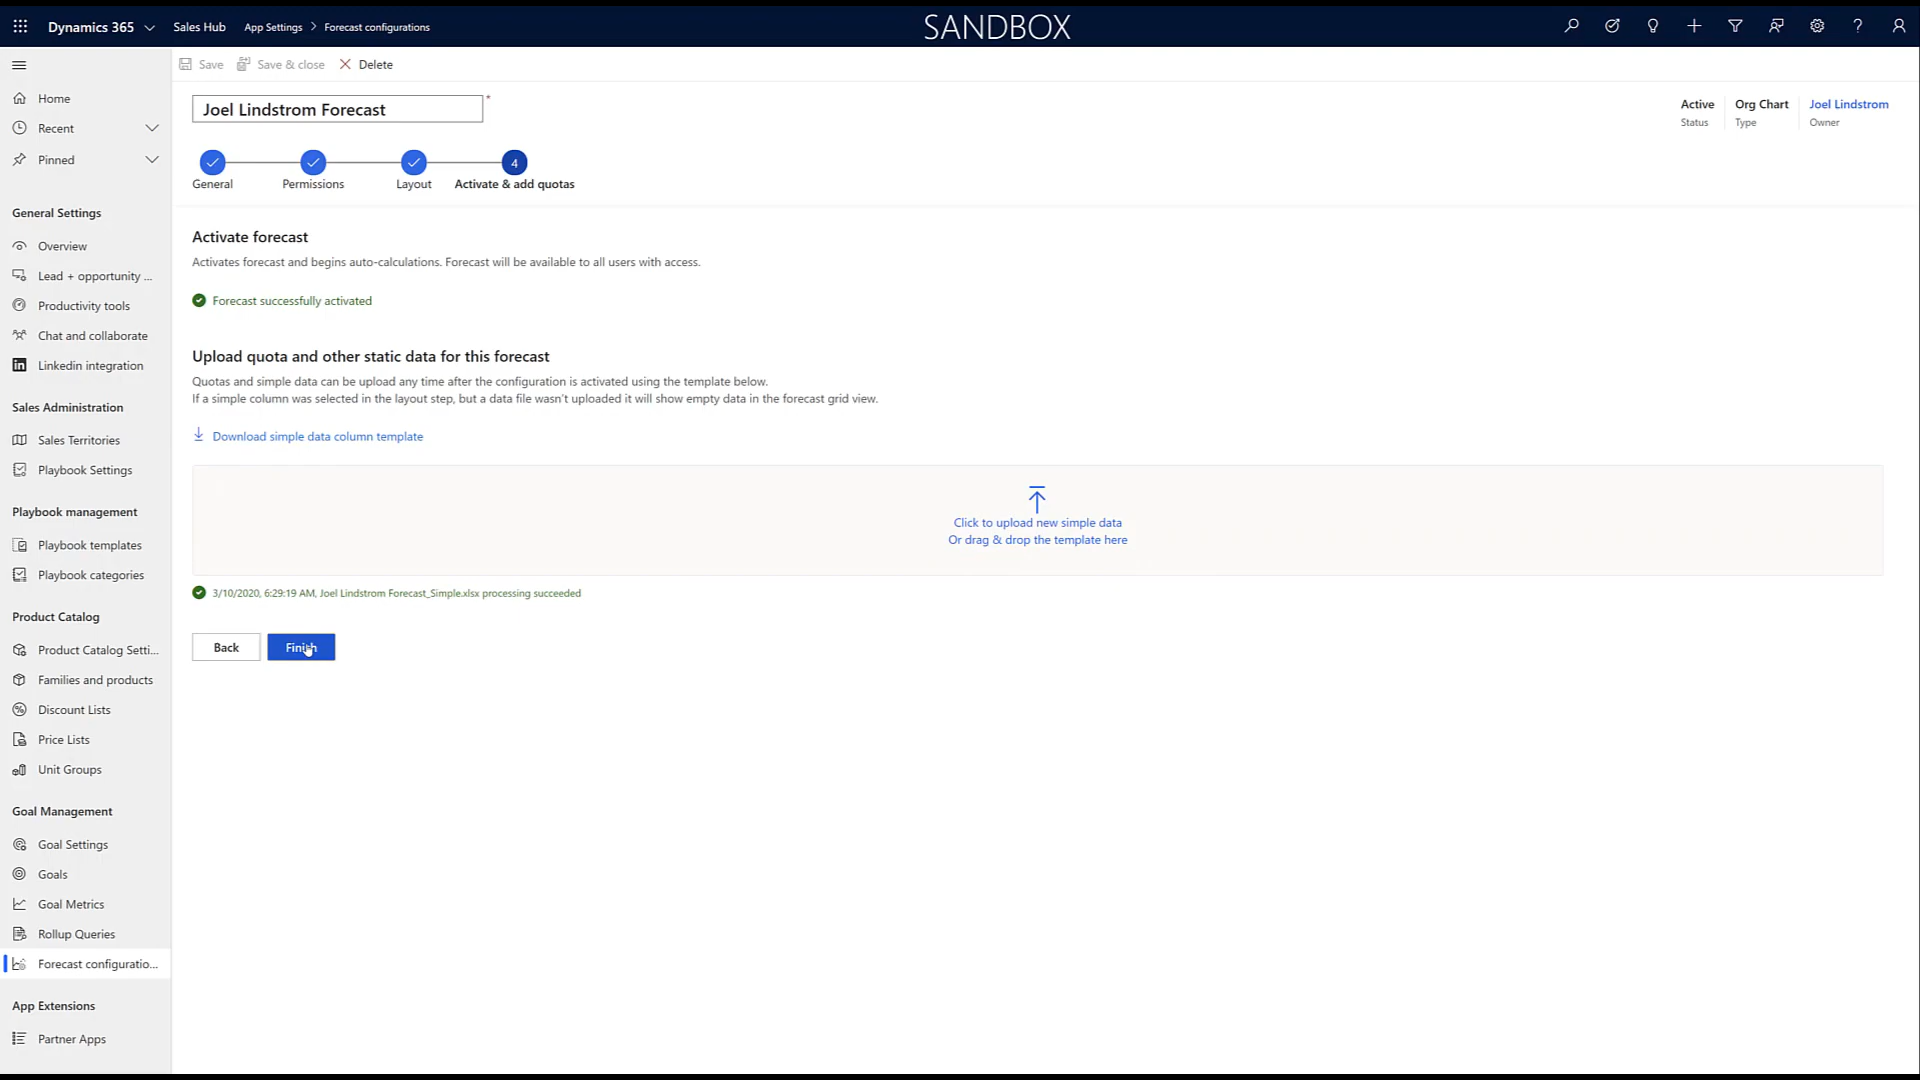 Dynamics 365
Sales Hub
App Settings
Forecast configurations
SANDBOX
Save
Save & close
Delete
Home
Recent
Pinned
General Settings
Overview
Lead + opportunity ...
Productivity tools
Chat and collaborate
Linkedin integration
Sales Administration
Sales Territories
Playbook Settings
Playbook management
Playbook templates
Playbook categories
Product Catalog
Product Catalog Setti...
Families and products
Discount Lists
Price Lists
Unit Groups
Goal Management
Goal Settings
Goals
Goal Metrics
Rollup Queries
Forecast configuratio...
App Extensions
Partner Apps
Joel Lindstrom Forecast *
Active
Status
Org Chart
Type
Joel Lindstrom
Owner
General
Permissions
Layout
4
Activate & add quotas
Activate forecast
Activates forecast and begins auto-calculations. Forecast will be available to all users with access.
Forecast successfully activated
Upload quota and other static data for this forecast
Quotas and simple data can be upload any time after the configuration is activated using the template below.
If a simple column was selected in the layout step, but a data file wasn't uploaded it will show empty data in the forecast grid view.
Download simple data column template
Click to upload new simple data
Or drag & drop the template here
3/10/2020, 6:29:19 AM, Joel Lindstrom Forecast_Simple.xlsx processing succeeded
Back
Finish